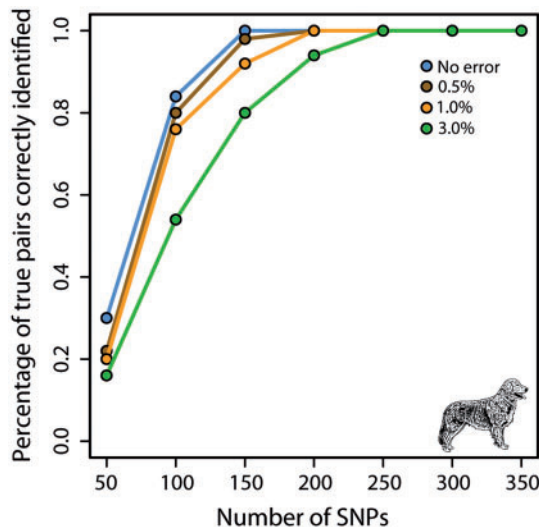 Percentage of true pairs correctly identified
1.0
0.8
0.6
0.4
0.2
0.0
No error
0.5%
1.0%
3.0%
50 100 150 200 250 300 350
Number of SNPs